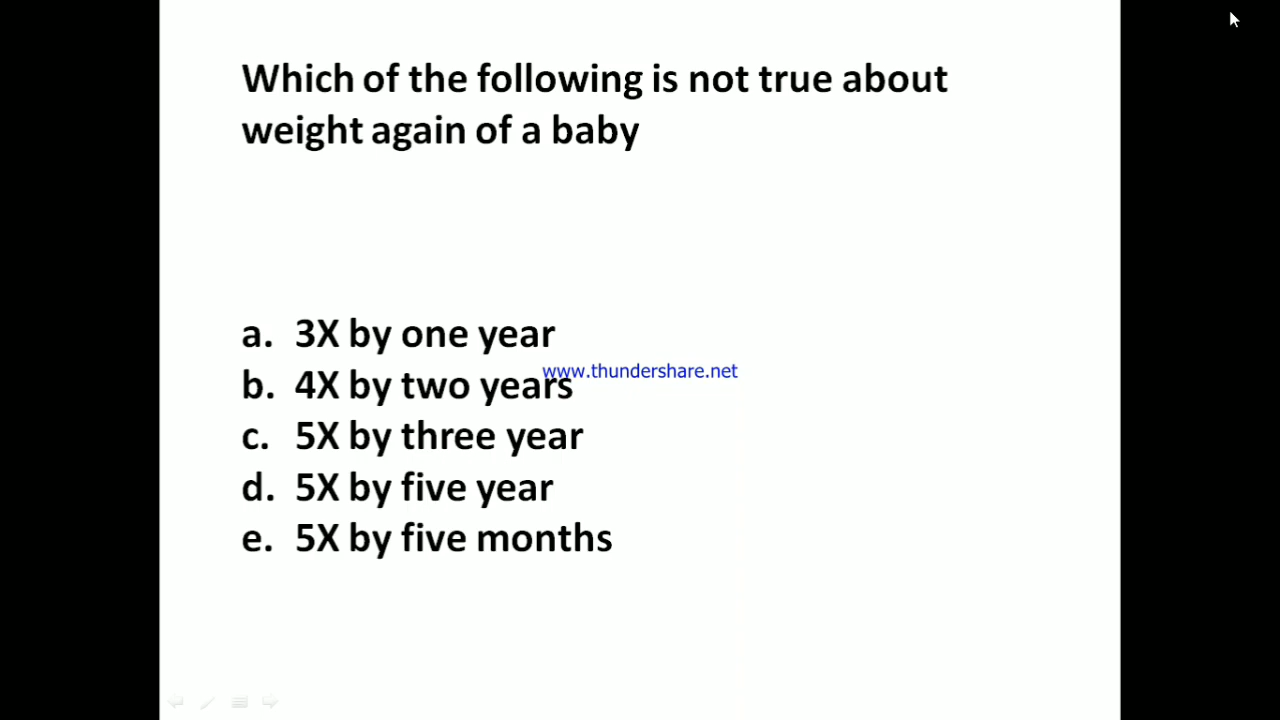 Which of the following is not true about
weight again of a baby
a. 3X by one year
www.thundershare.net
b. 4X by two years
c. 5X by three year
d. 5X by five year
e. 5X by five months